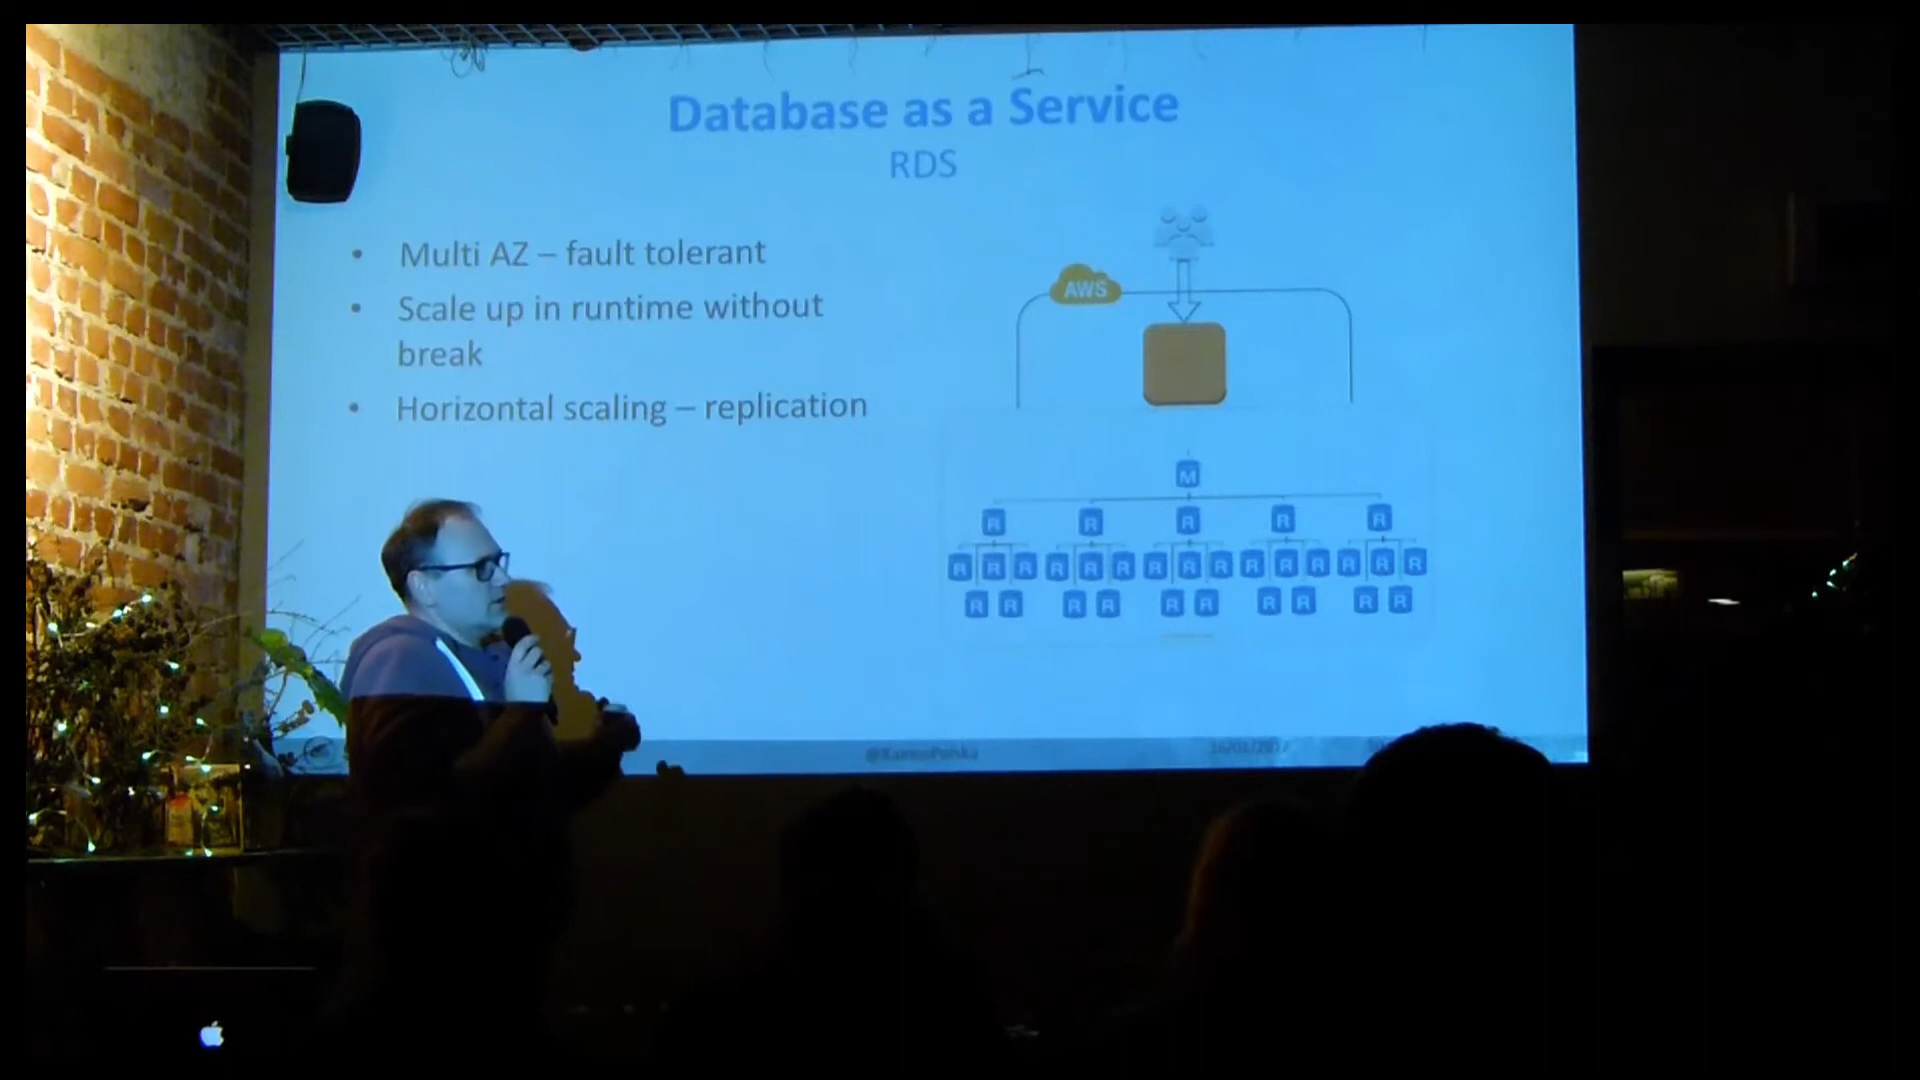 Database as a Service
RDS
• Multi AZ – fault tolerant
• Scale up in runtime without
break
• Horizontal scaling – replication
AWS
M
R R R R R
R R R R R R R R R R R R R R R
R R R R R R R R R R